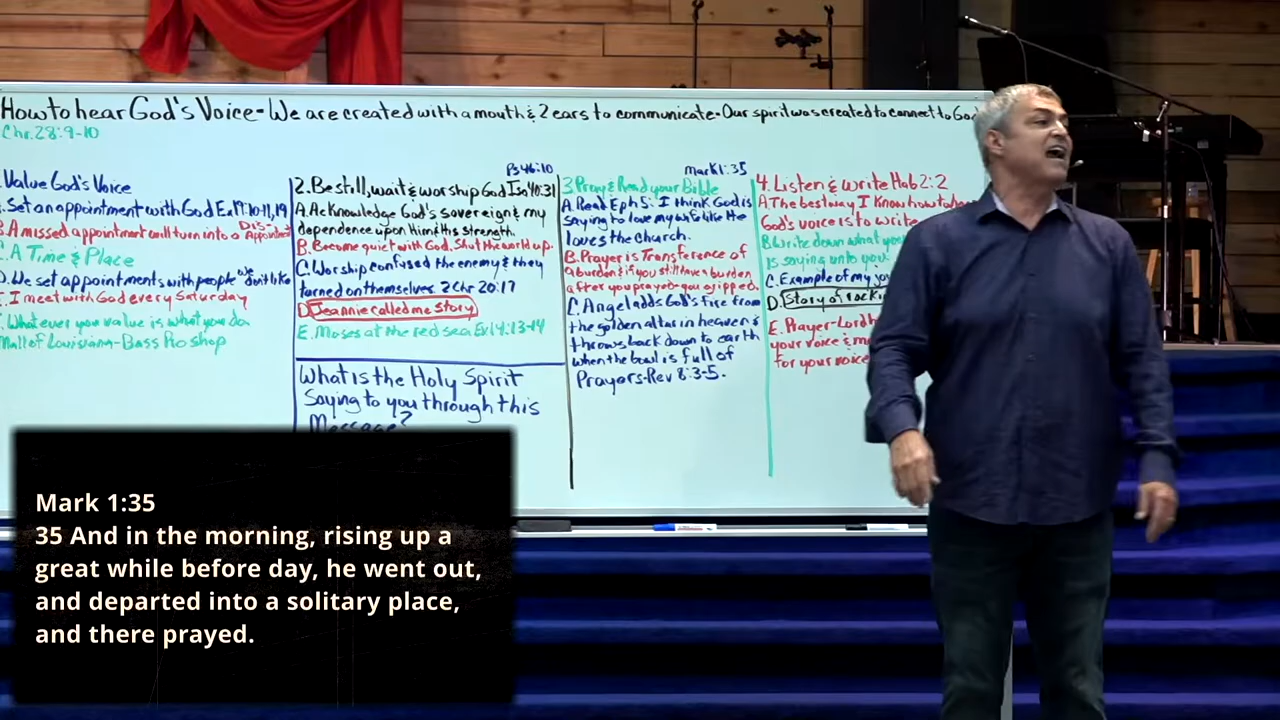 How to hear God's Voice - We are created with a mouth & 2 ears to communicate - Our spirit was created to connect to God
Chr. 28:9-10
Value God's Voice
Set an appointment with God Ex 19:10-11,19
B. A missed appointment will turn into a Dis-Appointment
A Time & Place
D. We set appointments with people we don't like
I meet with God every Saturday
Whatever you value is what you do
Mall of Louisiana - Bass Pro shop
Ps 46:10
2. Be still, wait & worship God Isa 40:31
A. Acknowledge God's sovereign & my
dependence upon Him & His strength.
B. Become quiet with God. Shut the world up.
C. Worship confused the enemy & they
turned on themselves. 2 Chr 20:17
D. Jeannie called me Story
E. Moses at the red sea Ex 14:13-14
What is the Holy Spirit
Saying to you through this
Message?
Mark 1:35
3. Pray & Read your Bible
A. Read Eph 5: I think God is
saying to love my wife like He
loves the church.
B. Prayer is Transference of
a burden & if you still have a burden
after you prayed - you gipped.
C. Angel adds God's fire from
the golden altar in heaven &
throws back down to earth
when the bowl is full of
Prayers - Rev 8:3-5.
4. Listen & write Hab 2:2
A. The best way I know how to
God's voice is to write
B. Write down what you
is saying unto you.
C. Example of my
D. Story of
E. Prayer - Lord
your voice &
for your voice
Mark 1:35
35 And in the morning, rising up a
great while before day, he went out,
and departed into a solitary place,
and there prayed.